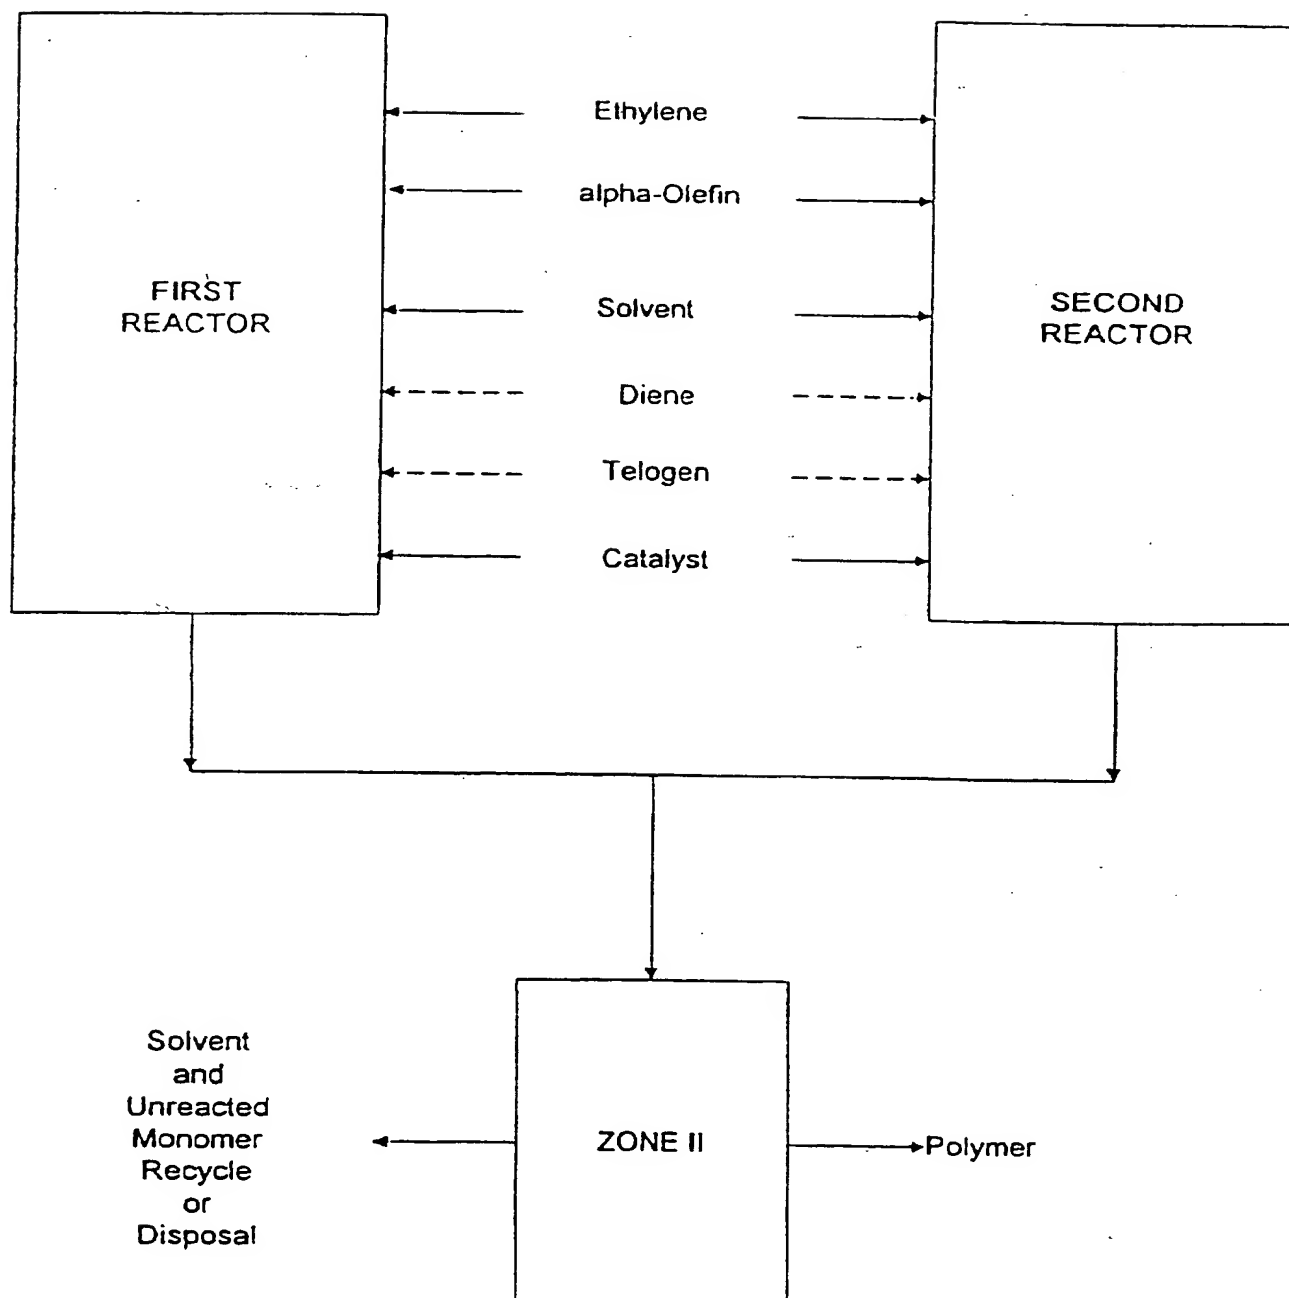 Ethylene
alpha-Olefin
FIRST
REACTOR
Solvent
SECOND
REACTOR
Diene
Telogen
Catalyst
Solvent
and
Unreacted
Monomer
Recycle
or
Disposal
ZONE II
Polymer